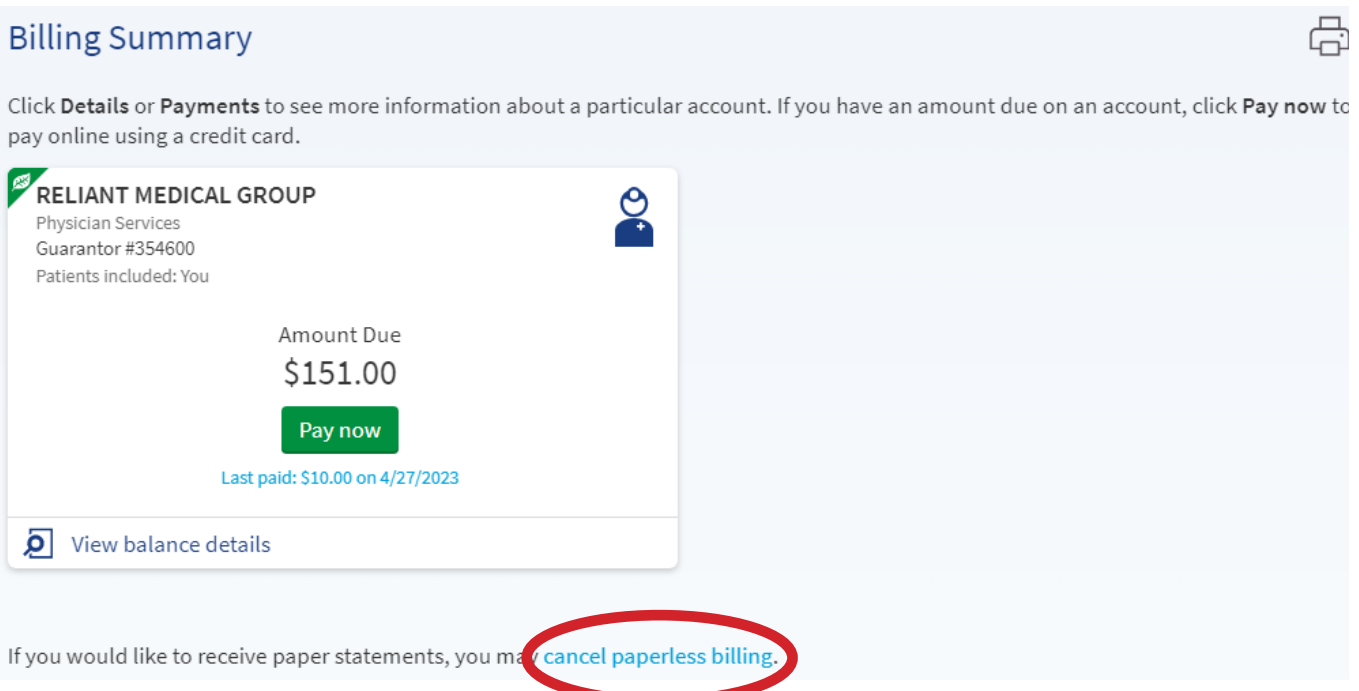 Billing Summary
Click Details or Payments to see more information about a particular account. If you have an amount due on an account, click Pay now to
pay online using a credit card.
RELIANT MEDICAL GROUP
Physician Services
Guarantor #354600
Patients included: You
Amount Due
$151.00
Pay now
Last paid: $10.00 on 4/27/2023
View balance details
If you would like to receive paper statements, you may cancel paperless billing.